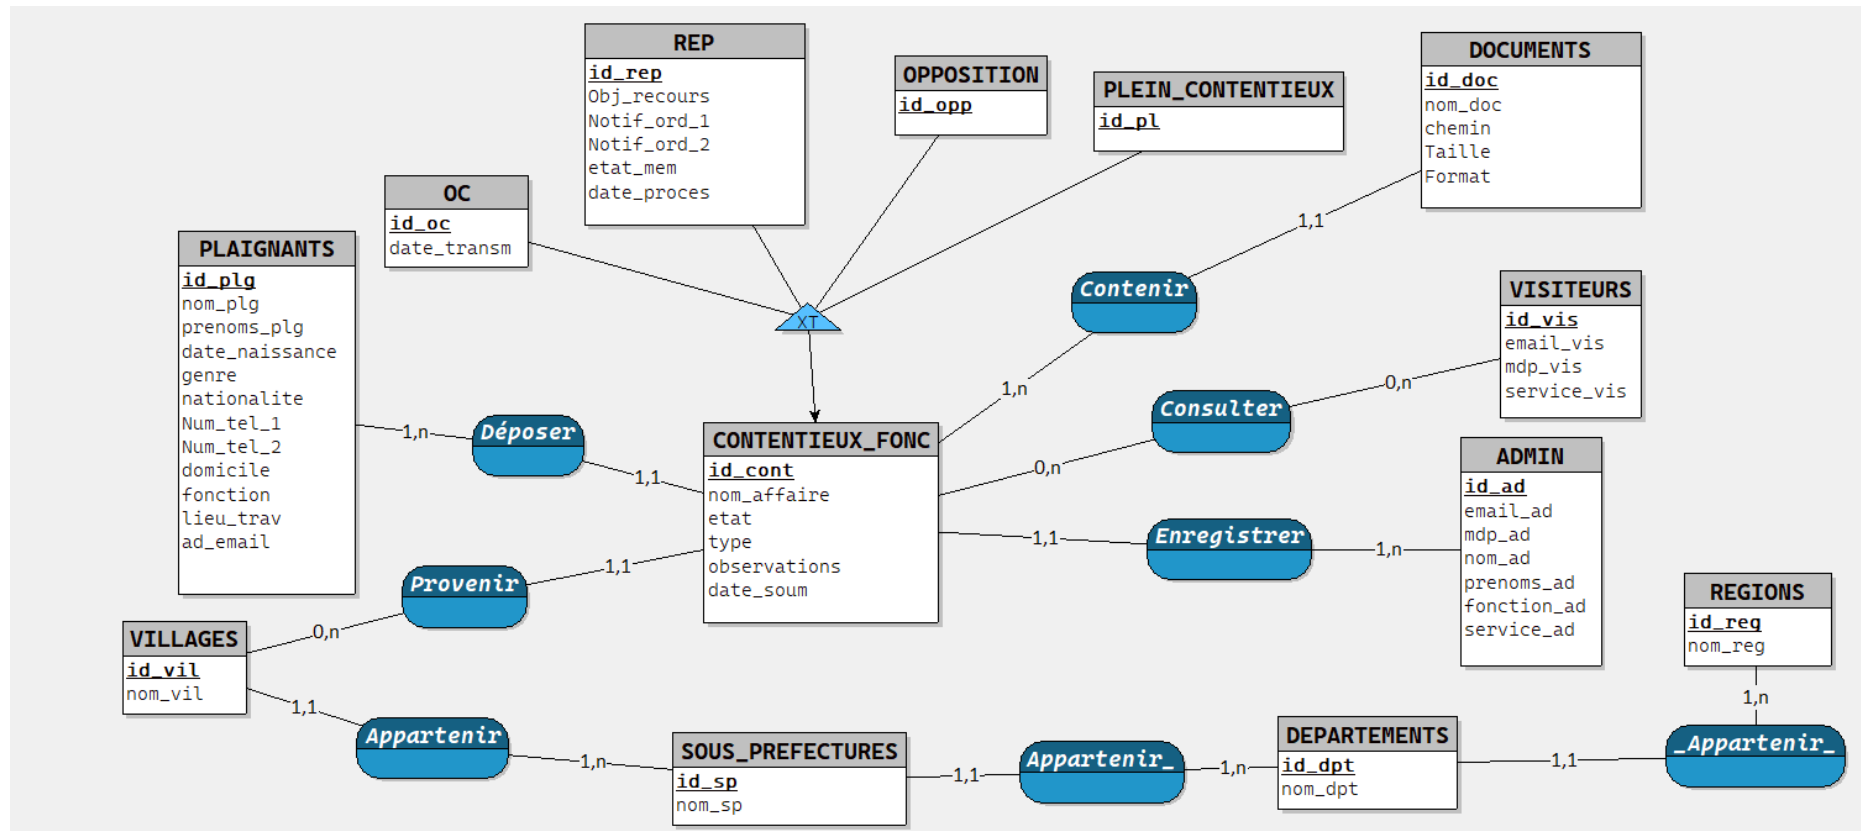 REP
id_rep
Obj_recours
Notif_ord_1
Notif_ord_2
etat_mem
date_proces
OPPOSITION
id_opp
PLEIN_CONTENTIEUX
id_pl
DOCUMENTS
id_doc
nom_doc
chemin
Taille
Format
OC
id_oc
date_transm
PLAIGNANTS
id_plg
nom_plg
prenoms_plg
date_naissance
genre
nationalite
Num_tel_1
Num_tel_2
domicile
fonction
lieu_trav
ad_email
XT
1,1
Contenir
1,n
VISITEURS
id_vis
email_vis
mdp_vis
service_vis
0,n
Consulter
0,n
1,n
Déposer
1,1
CONTENTIEUX_FONC
id_cont
nom_affaire
etat
type
observations
date_soum
ADMIN
id_ad
email_ad
mdp_ad
nom_ad
prenoms_ad
fonction_ad
service_ad
1,1
Enregistrer
1,n
1,1
Provenir
0,n
VILLAGES
id_vil
nom_vil
REGIONS
id_reg
nom_reg
1,n
1,1
Appartenir
1,n
SOUS_PREFECTURES
id_sp
nom_sp
1,1
Appartenir_
1,n
DEPARTEMENTS
id_dpt
nom_dpt
1,1
_Appartenir_